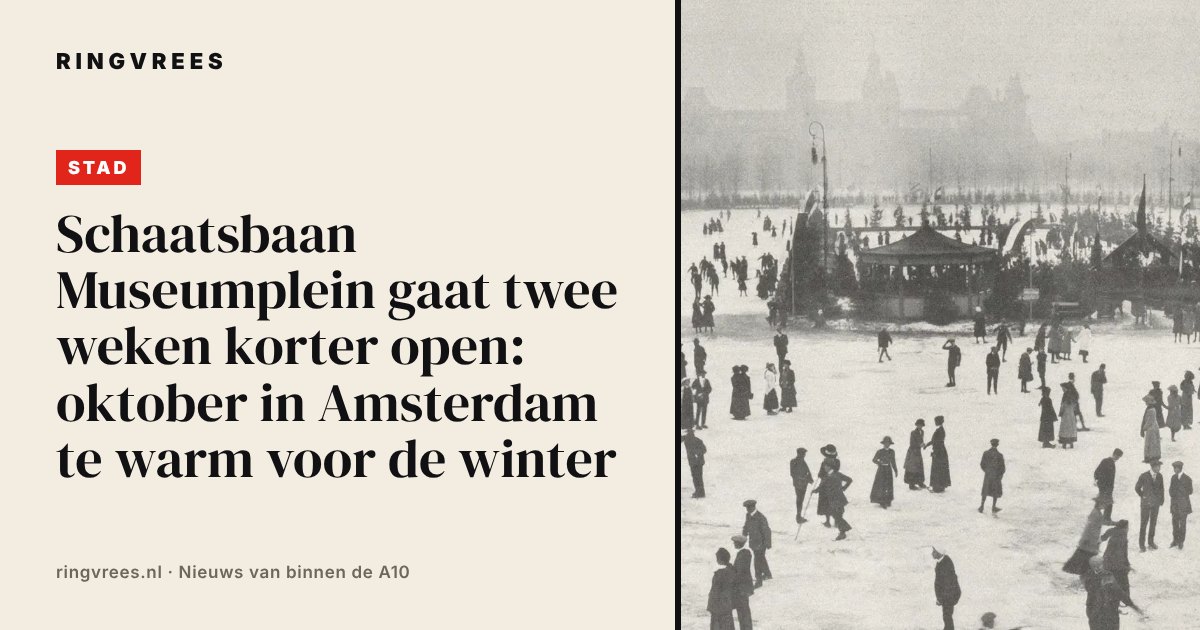 RINGVREES
STAD
Schaatsbaan
Museumplein gaat twee
weken korter open:
oktober in Amsterdam
te warm voor de winter
ringvrees.nl · Nieuws van binnen de A10